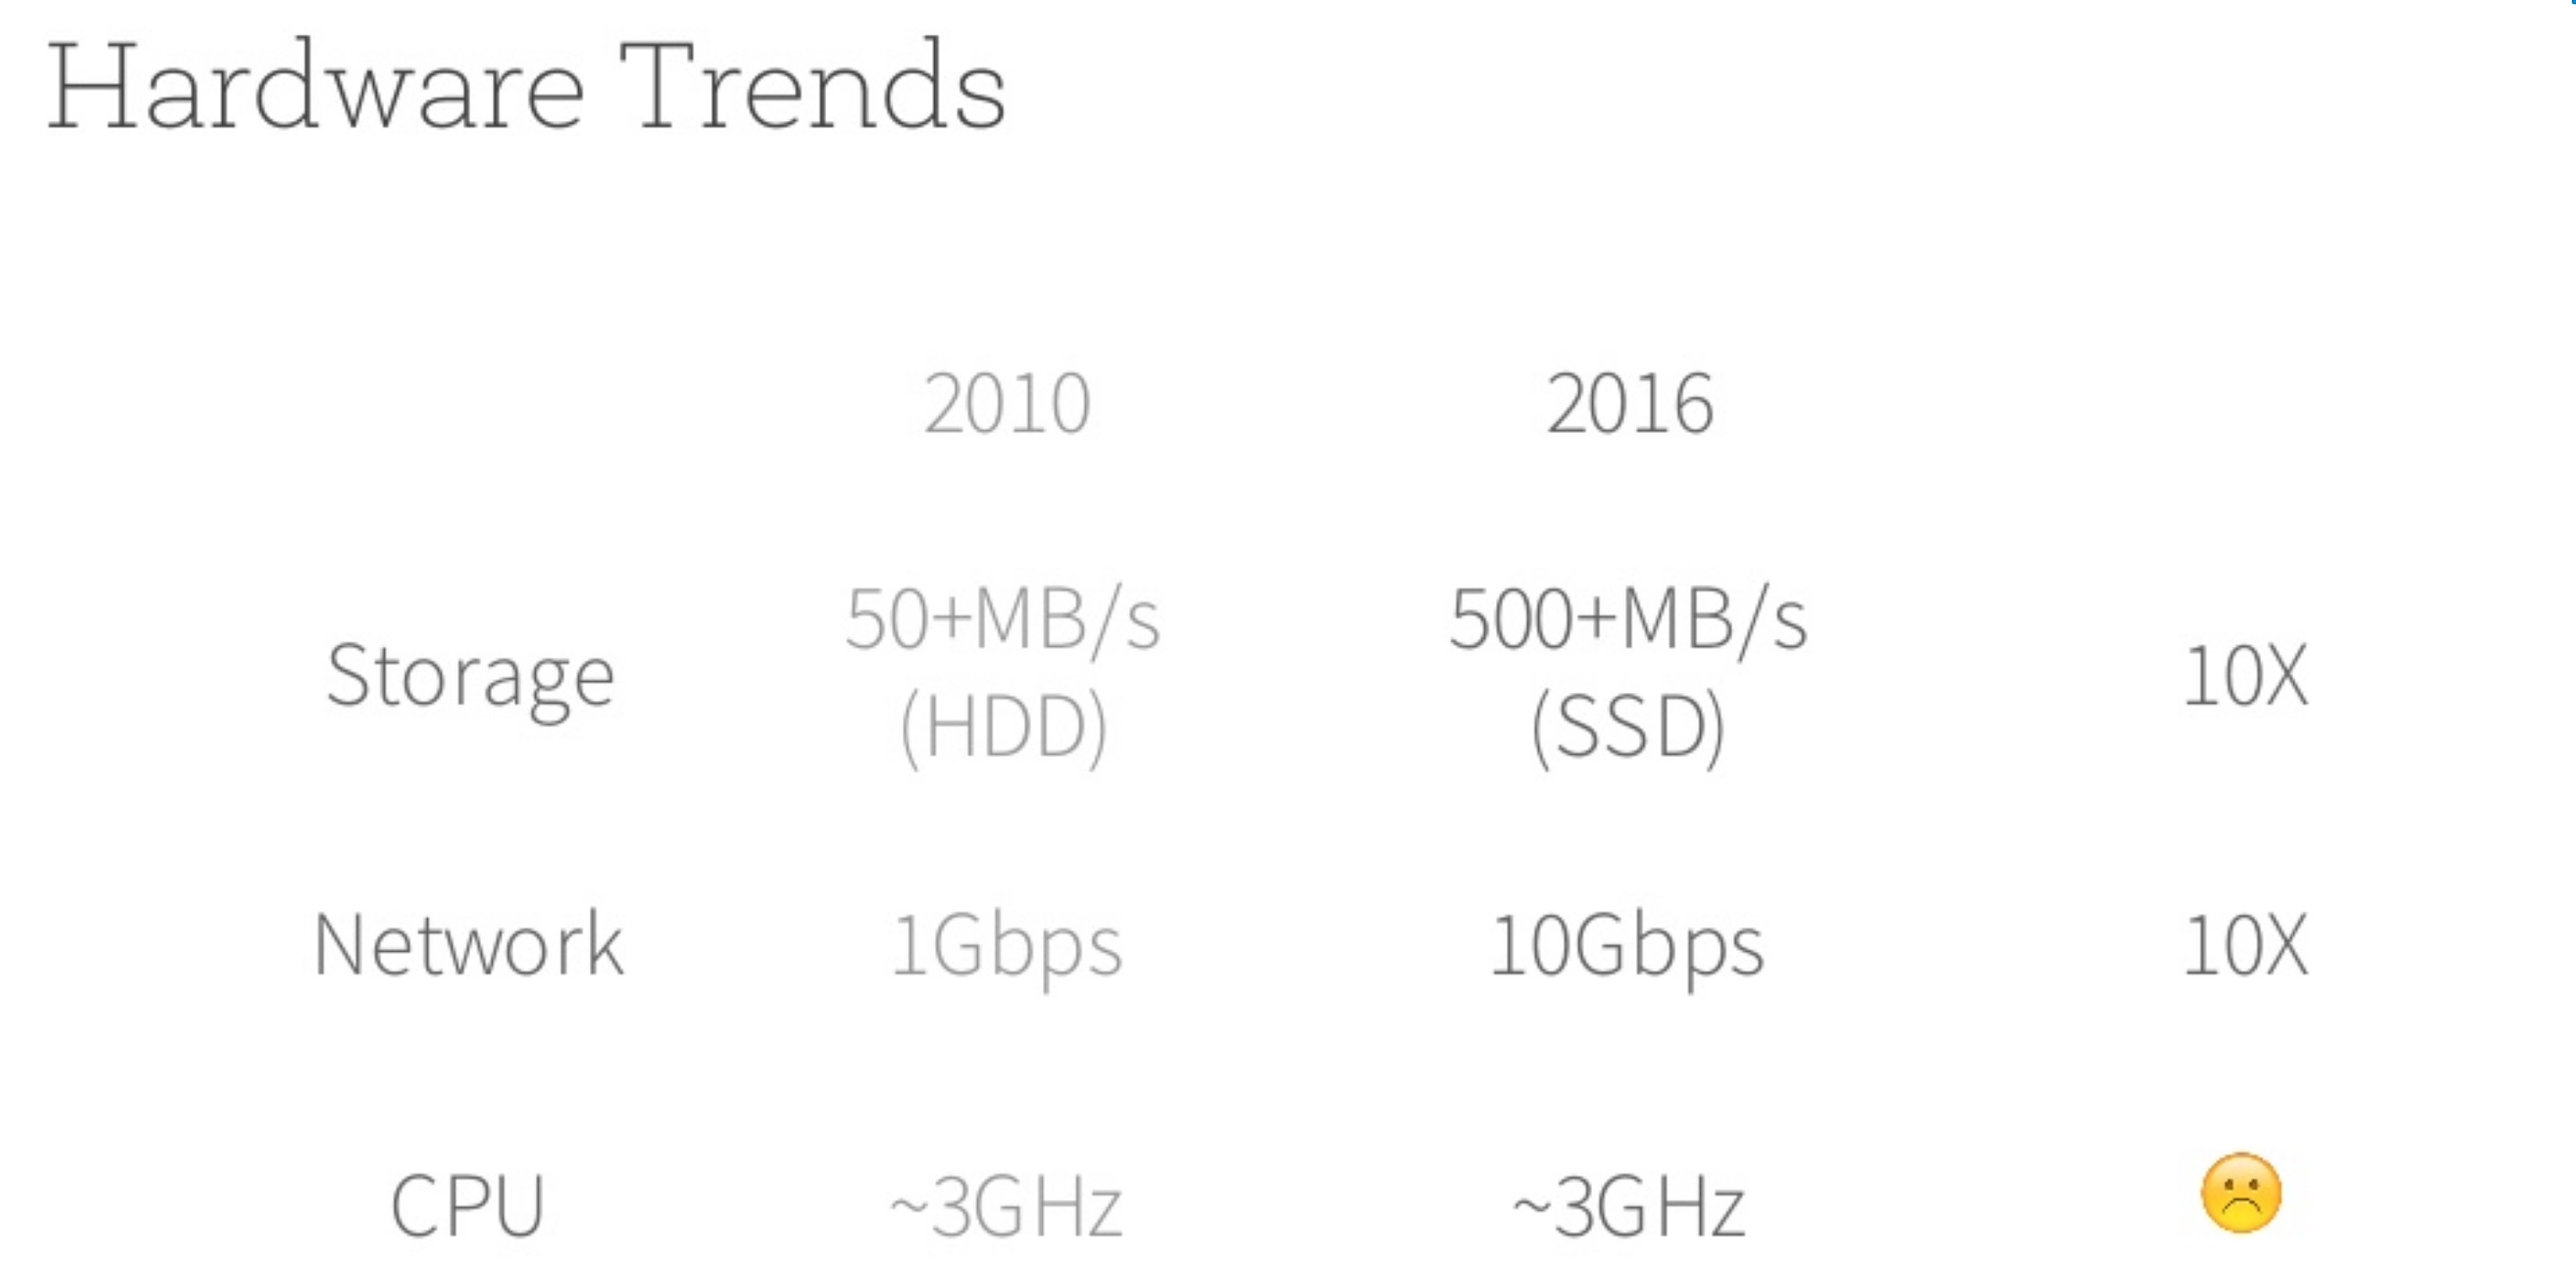 Hardware Trends
2010 2016
Storage 50+MB/s (HDD) 500+MB/s (SSD) 10X
Network 1Gbps 10Gbps 10X
CPU ~3GHz ~3GHz